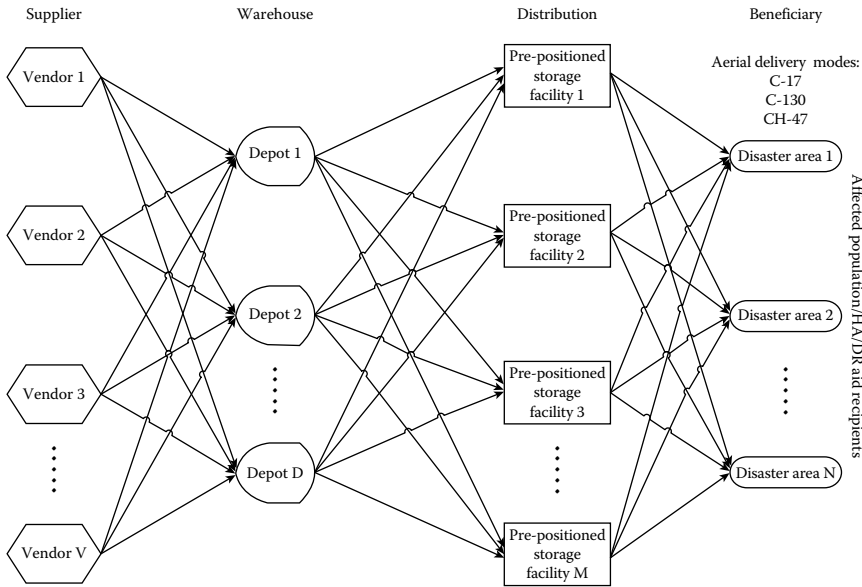 Supplier
Warehouse
Distribution
Beneficiary
Vendor 1
Vendor 2
Vendor 3
Vendor V
Depot 1
Depot 2
Depot D
Pre-positioned
storage
facility 1
Pre-positioned
storage
facility 2
Pre-positioned
storage
facility 3
Pre-positioned
storage
facility M
Aerial delivery modes:
C-17
C-130
CH-47
Disaster area 1
Disaster area 2
Disaster area N
Affected population/HA/DR aid recipients